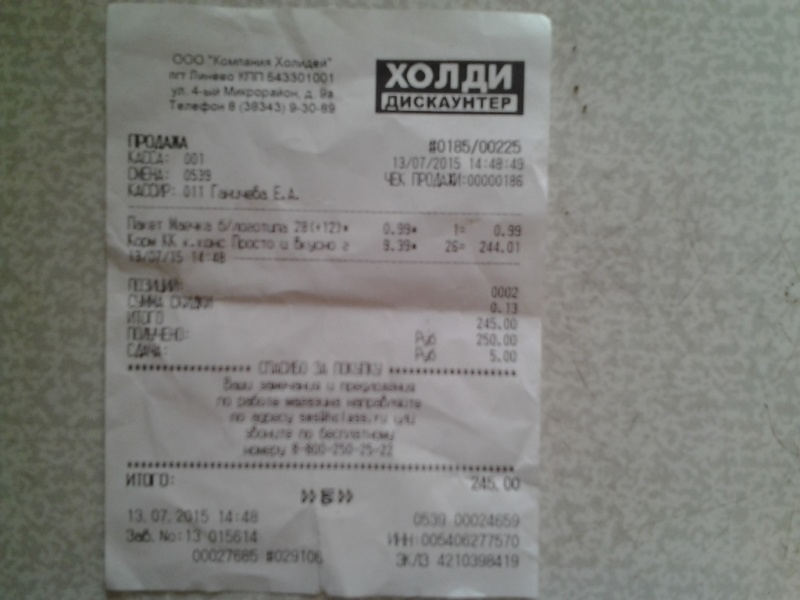 ООО "Компания Холидей"
пгт Линево КПП 543301001
ул. 4-ый Микрорайон, д. 9а
Телефон 8 (38343) 9-30-89
ХОЛДИ
ДИСКАУНТЕР
ПРОДАЖА #0185/00225
КАССА: 001 13/07/2015 14:48:49
СМЕНА: 0539 ЧЕК ПРОДАЖИ:00000186
КАССИР: 011 Ганичева Е.А.
Пакет Маечка б/логотипа 28(+12)* 0.99* 1= 0.99
Корм КК к.конс Просто и Вкусно г 9.39* 26= 244.01
13/07/15 14:48
ПОЗИЦИЙ: 0002
СУММА СКИДКИ 0.13
ИТОГО 245.00
ПОЛУЧЕНО: Руб 250.00
СДАЧА: Руб 5.00
СПАСИБО ЗА ПОКУПКУ
Ваши замечания и предложения
по работе магазина направляйте
по адресу или
звоните по бесплатному
номеру 8-800-250-25-22
ИТОГО: 245.00
13.07.2015 14:48 0539 00024659
Зав.No:13 015614 ИНН:005406277570
00027685 #029106 ЭКЛЗ 4210398419